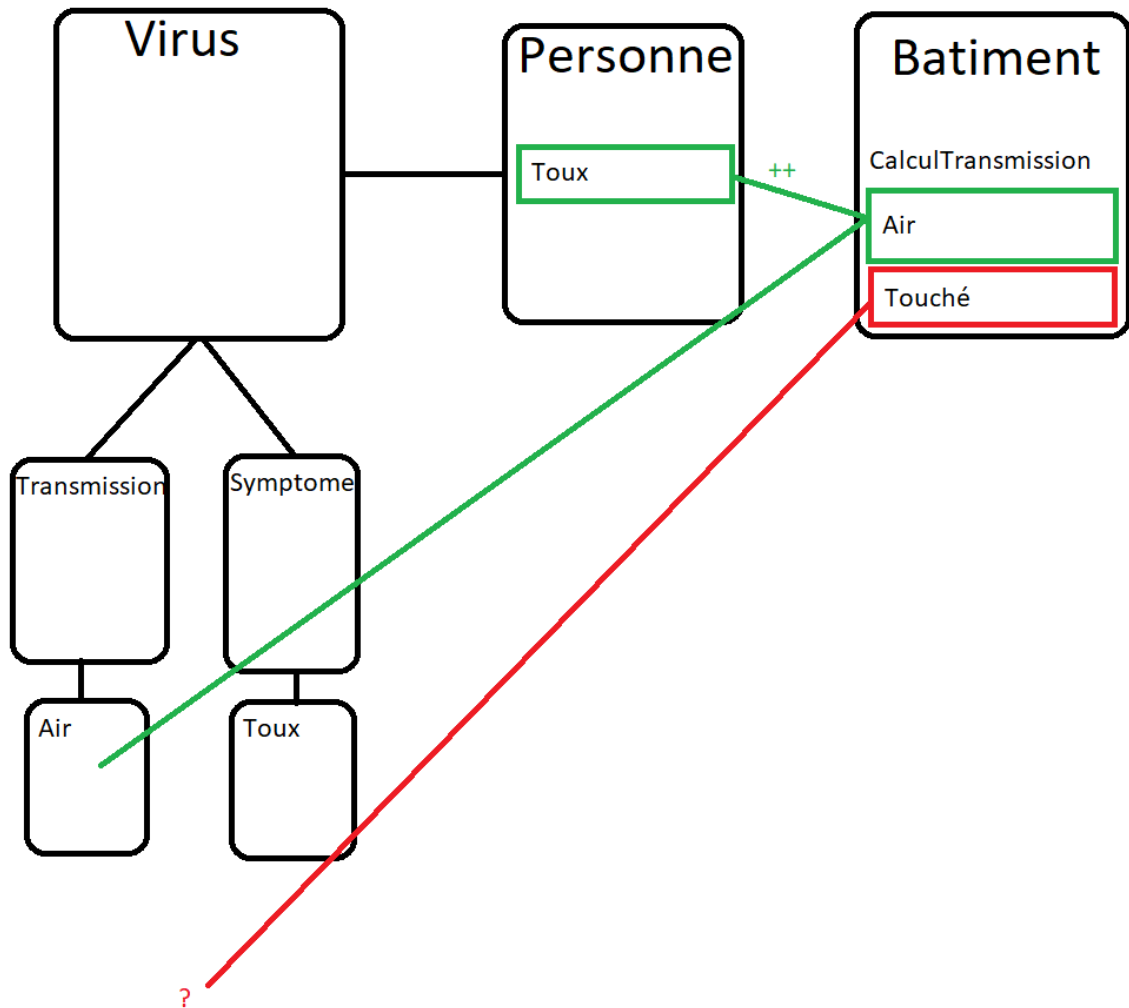 Virus
Personne
Batiment
Toux
++
CalculTransmission
Air
Touché
Transmission
Symptome
Air
Toux
?